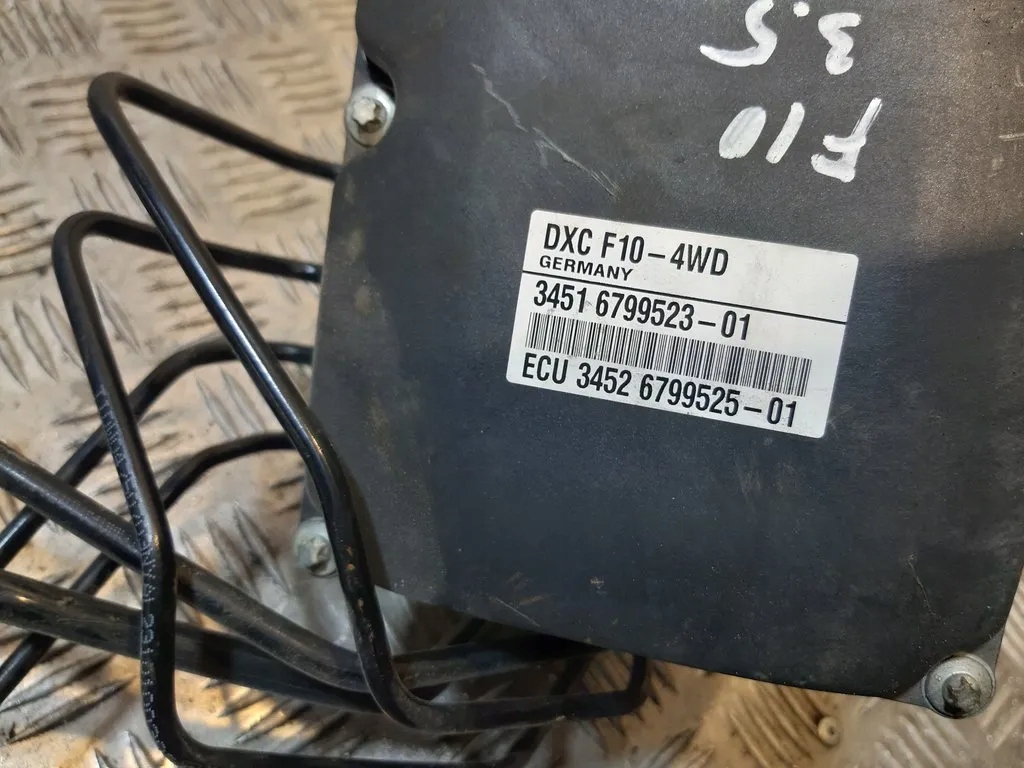 F10
3.5
DXC F10-4WD
GERMANY
3451 6799523-01
ECU 3452 6799525-01